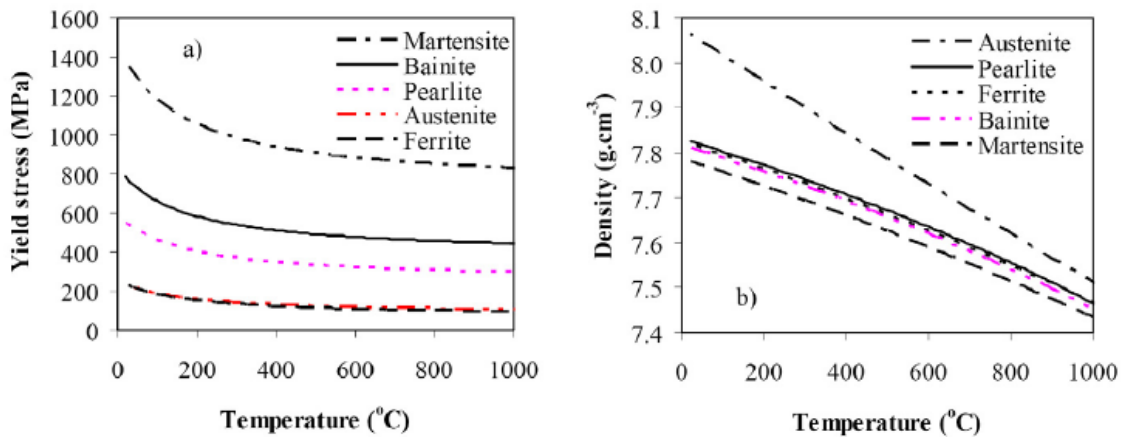 a)
Martensite
Bainite
Pearlite
Austenite
Ferrite
1600
1400
1200
1000
800
600
400
200
0
0 200 400 600 800 1000
Yield stress (MPa)
Temperature (°C)
b)
Austenite
Pearlite
Ferrite
Bainite
Martensite
8.1
8.0
7.9
7.8
7.7
7.6
7.5
7.4
0 200 400 600 800 1000
Density (g.cm-3)
Temperature (°C)